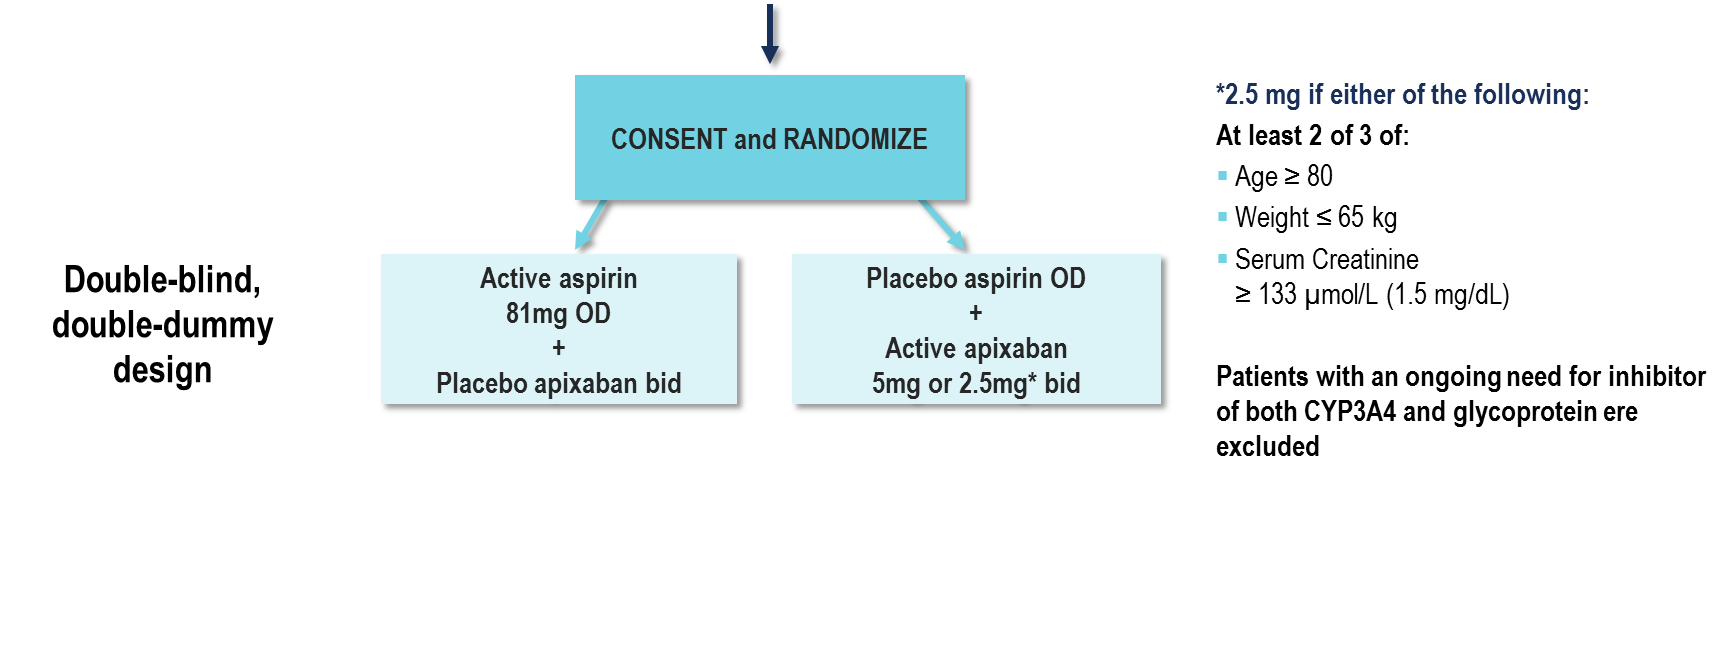 CONSENT and RANDOMIZE
Double-blind,
double-dummy
design
Active aspirin
81mg OD
+
Placebo apixaban bid
Placebo aspirin OD
+
Active apixaban
5mg or 2.5mg* bid
*2.5 mg if either of the following:
At least 2 of 3 of:
▪ Age ≥ 80
▪ Weight ≤ 65 kg
▪ Serum Creatinine
≥ 133 µmol/L (1.5 mg/dL)
Patients with an ongoing need for inhibitor
of both CYP3A4 and glycoprotein ere
excluded